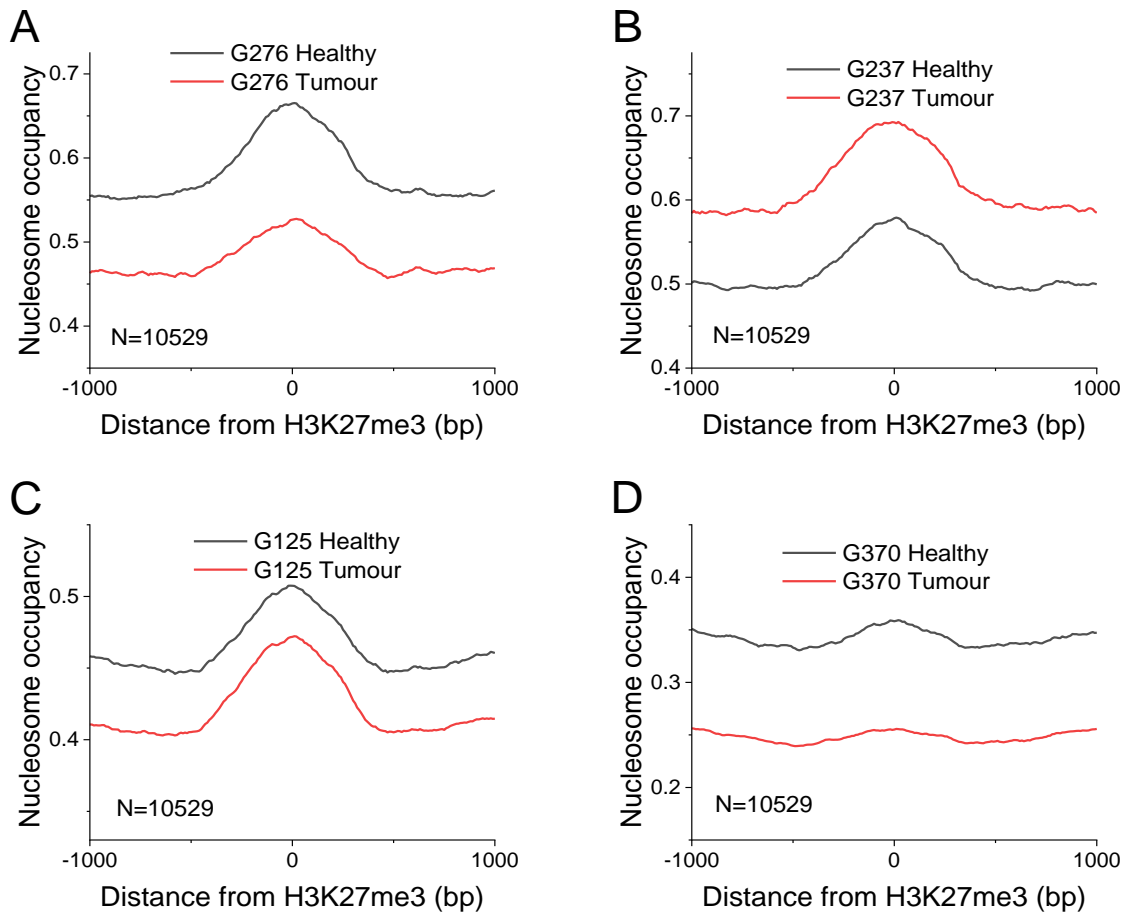 A
G276 Healthy
G276 Tumour
Nucleosome occupancy
0.7
0.6
0.5
0.4
N=10529
-1000
0
1000
Distance from H3K27me3 (bp)
B
G237 Healthy
G237 Tumour
Nucleosome occupancy
0.7
0.6
0.5
0.4
N=10529
-1000
0
1000
Distance from H3K27me3 (bp)
C
G125 Healthy
G125 Tumour
Nucleosome occupancy
0.5
0.4
N=10529
-1000
0
1000
Distance from H3K27me3 (bp)
D
G370 Healthy
G370 Tumour
Nucleosome occupancy
0.4
0.3
0.2
N=10529
-1000
0
1000
Distance from H3K27me3 (bp)